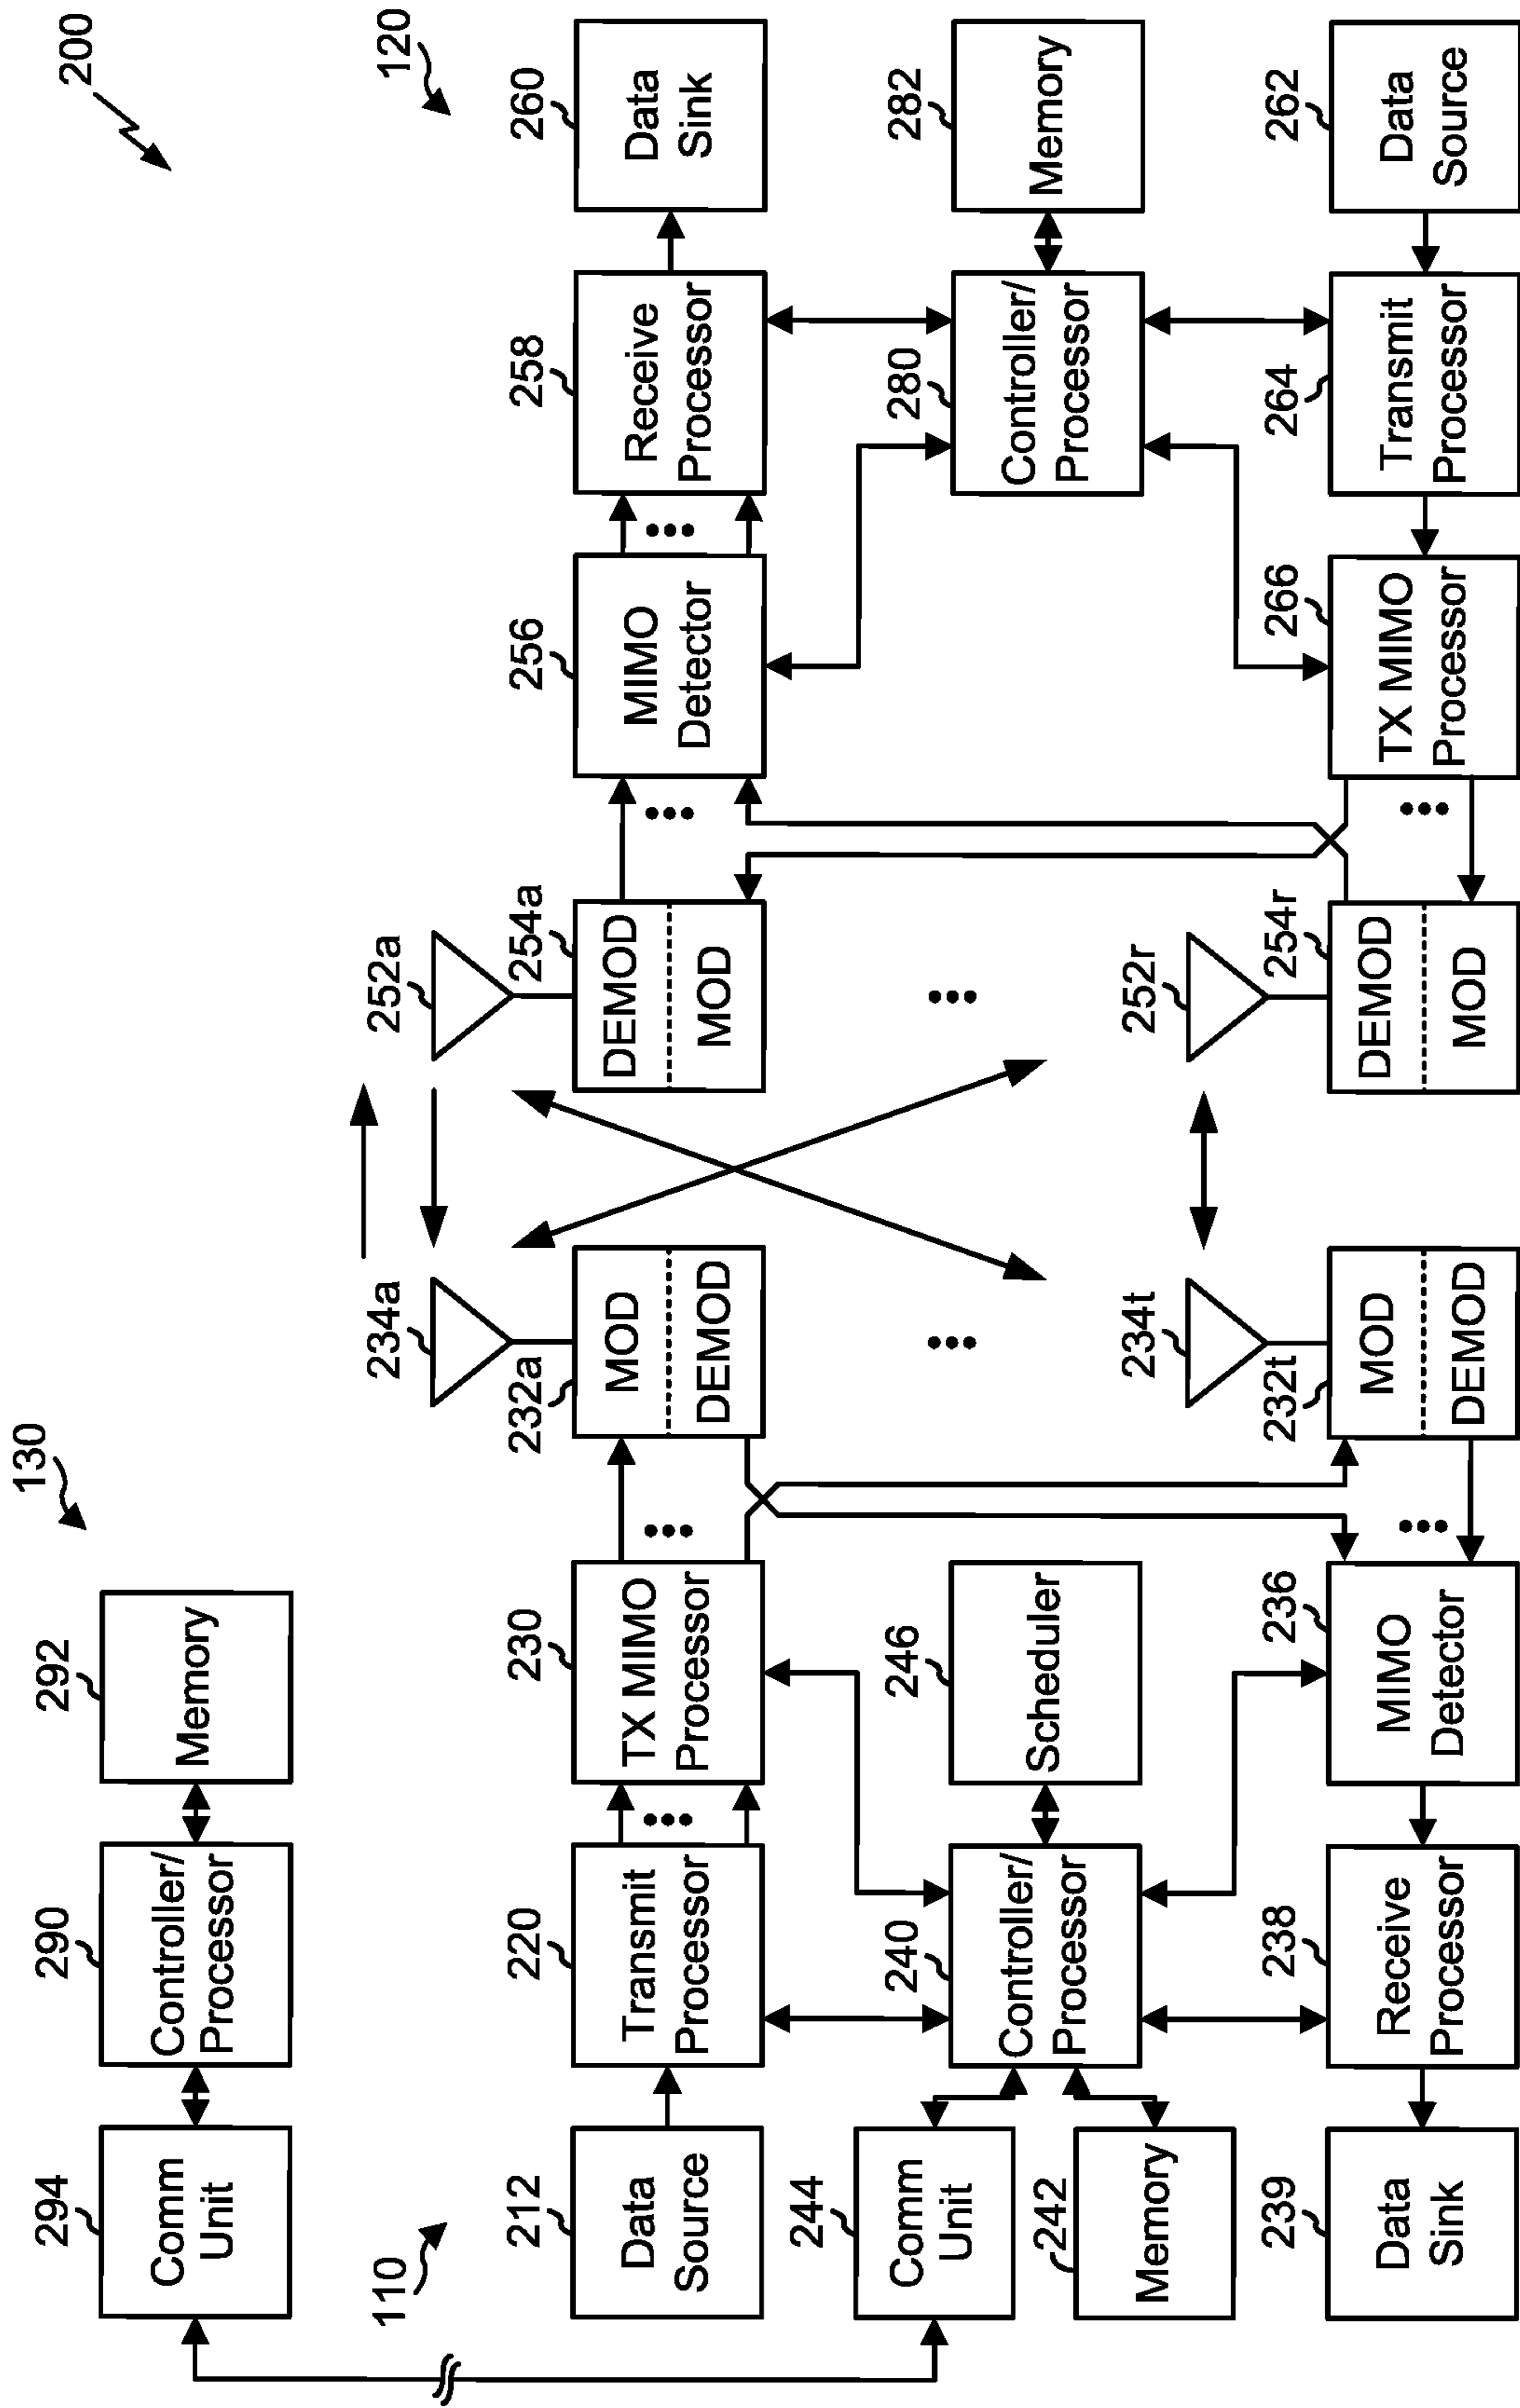 200
130
120
294
Comm
Unit
290
Controller/
Processor
292
Memory
110
212
Data
Source
220
Transmit
Processor
230
TX MIMO
Processor
234a
232a
MOD
DEMOD
252a
254a
DEMOD
MOD
256
MIMO
Detector
258
Receive
Processor
260
Data
Sink
244
Comm
Unit
242
Memory
240
Controller/
Processor
246
Scheduler
280
Controller/
Processor
282
Memory
239
Data
Sink
238
Receive
Processor
236
MIMO
Detector
234t
232t
MOD
DEMOD
252r
254r
DEMOD
MOD
266
TX MIMO
Processor
264
Transmit
Processor
262
Data
Source